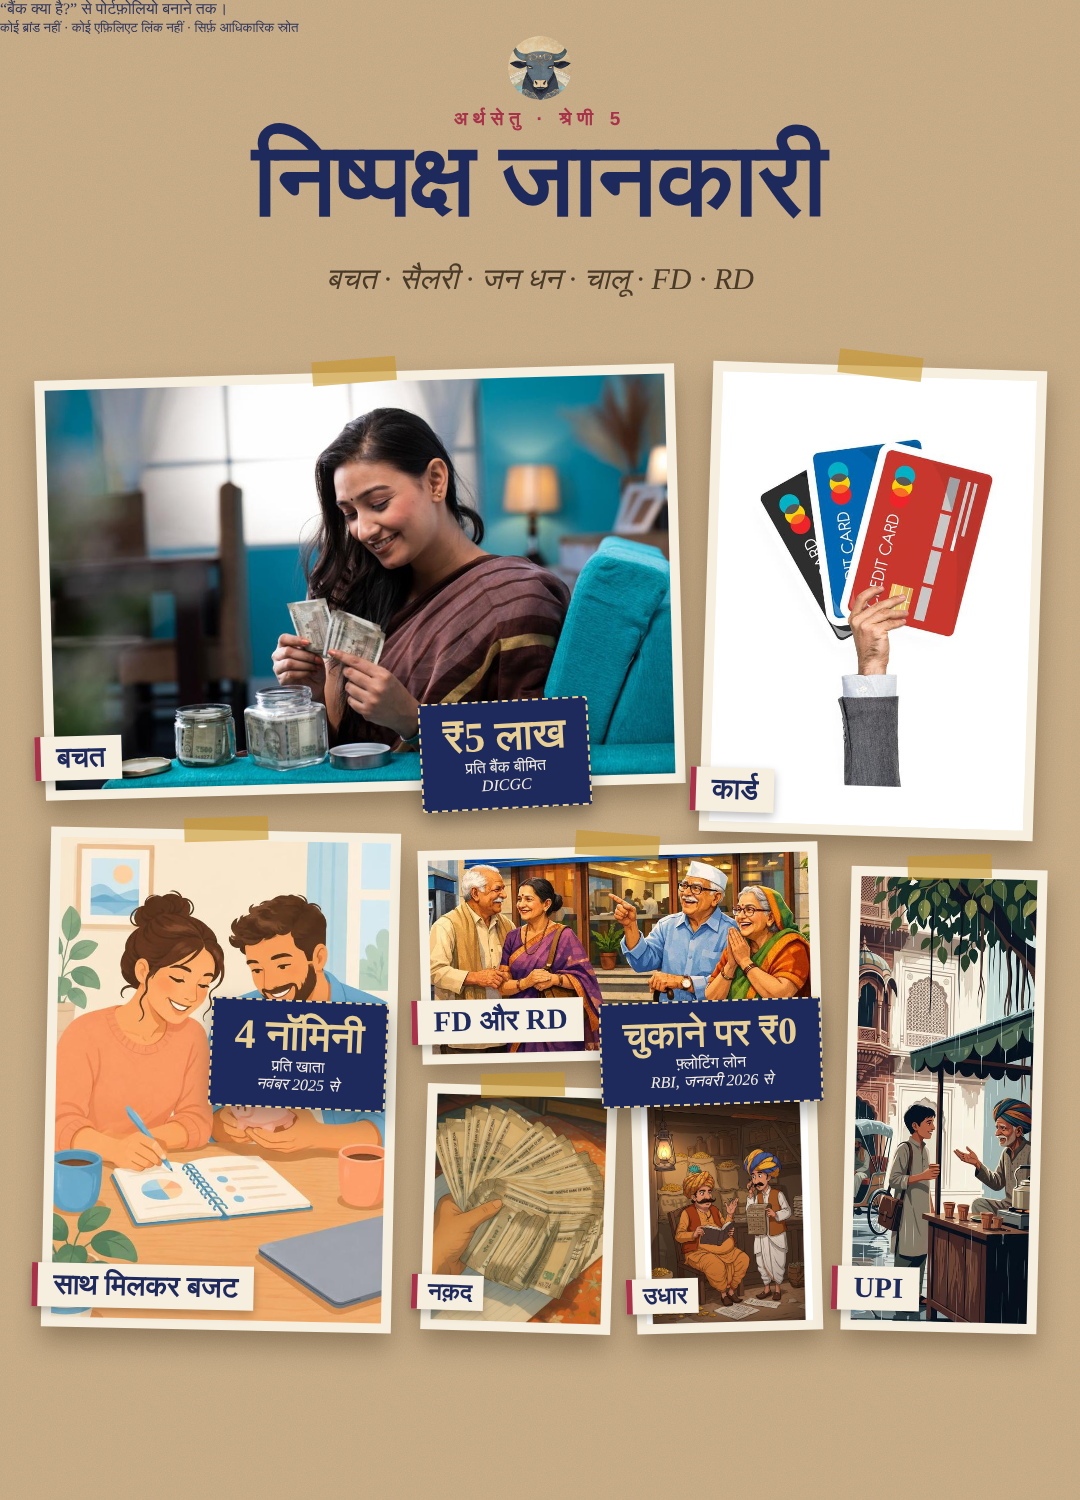 “बैंक क्या है?” से पोर्टफ़ोलियो बनाने तक।
कोई ब्रांड नहीं · कोई एफ़िलिएट लिंक नहीं · सिर्फ़ आधिकारिक स्रोत
अर्थसेतु · श्रेणी 5
निष्पक्ष जानकारी
बचत · सैलरी · जन धन · चालू · FD · RD
CREDIT CARD
बचत
₹5 लाख
प्रति बैंक बीमित
DICGC
कार्ड
4 नॉमिनी
प्रति खाता
नवंबर 2025 से
FD और RD
चुकाने पर ₹0
फ़्लोटिंग लोन
RBI, जनवरी 2026 से
साथ मिलकर बजट
नक़द
उधार
UPI